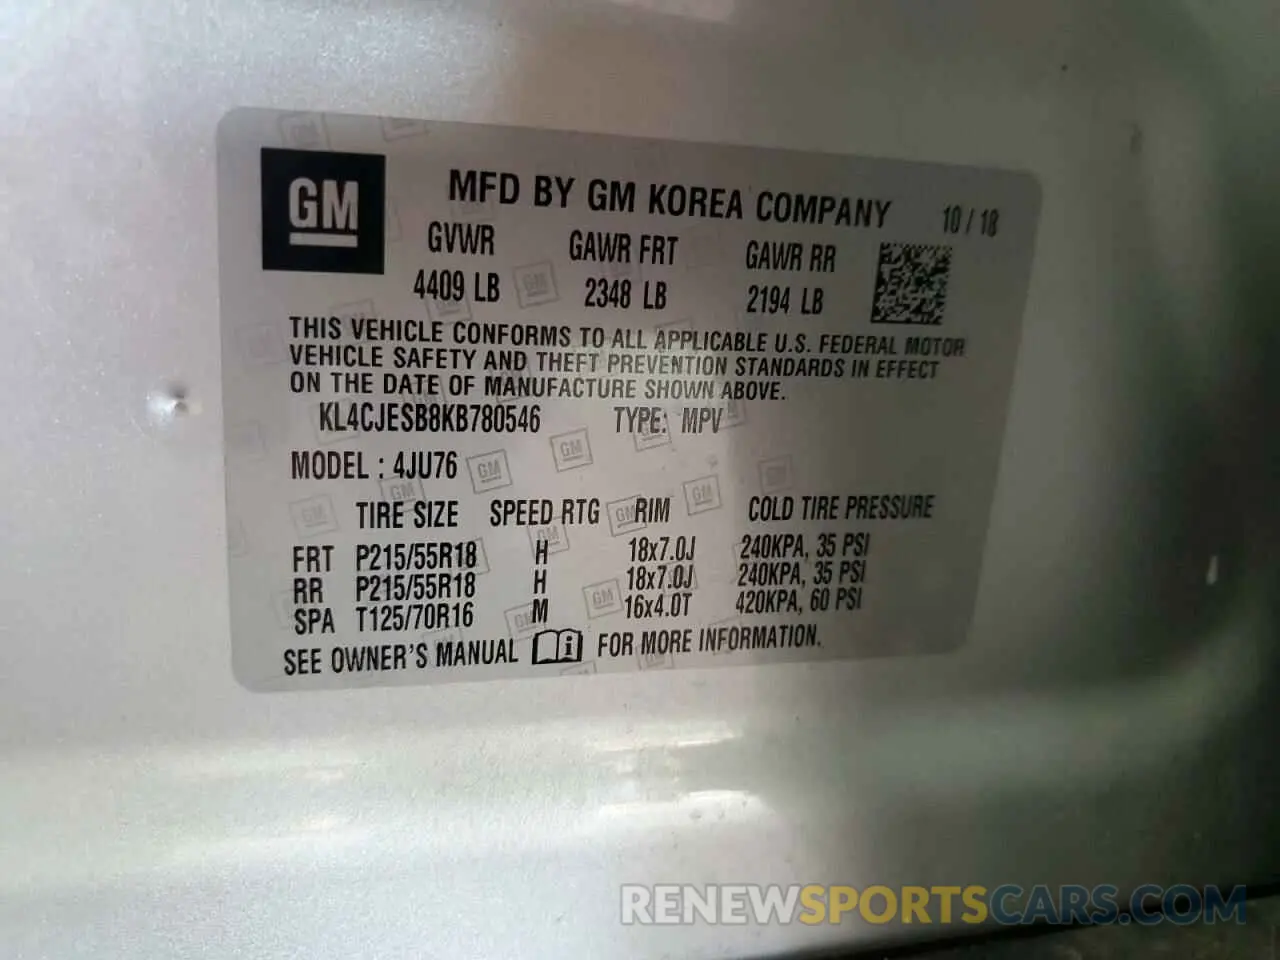 GM
MFD BY GM KOREA COMPANY 10 / 18
GVWR GAWR FRT GAWR RR
4409 LB 2348 LB 2194 LB
THIS VEHICLE CONFORMS TO ALL APPLICABLE U.S. FEDERAL MOTOR
VEHICLE SAFETY AND THEFT PREVENTION STANDARDS IN EFFECT
ON THE DATE OF MANUFACTURE SHOWN ABOVE.
KL4CJESB8KB780546 TYPE: MPV
MODEL : 4JU76
TIRE SIZE SPEED RTG RIM COLD TIRE PRESSURE
FRT P215/55R18 H 18x7.0J 240KPA, 35 PSI
RR P215/55R18 H 18x7.0J 240KPA, 35 PSI
SPA T125/70R16 M 16x4.0T 420KPA, 60 PSI
SEE OWNER'S MANUAL i FOR MORE INFORMATION.
RENEWSPORTSCARS.COM